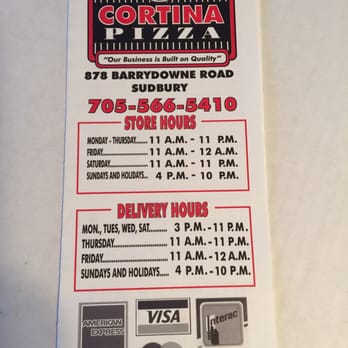 CORTINA
PIZZA
"Our Business is Built on Quality"
878 BARRYDOWNE ROAD
SUDBURY
705-566-5410
STORE HOURS
MONDAY - THURSDAY...... 11 A.M. - 11 P.M.
FRIDAY.................. 11 A.M. - 12 A.M.
SATURDAY............... 11 A.M. - 11 P.M.
SUNDAYS AND HOLIDAYS... 4 P.M. - 10 P.M.
DELIVERY HOURS
MON., TUES, WED, SAT........ 3 P.M. - 11 P.M.
THURSDAY........................ 11 A.M. - 11 P.M.
FRIDAY............................ 11 A.M. - 12 A.M.
SUNDAYS AND HOLIDAYS..... 4 P.M. - 10 P.M.
AMERICAN
EXPRESS
VISA
Interac